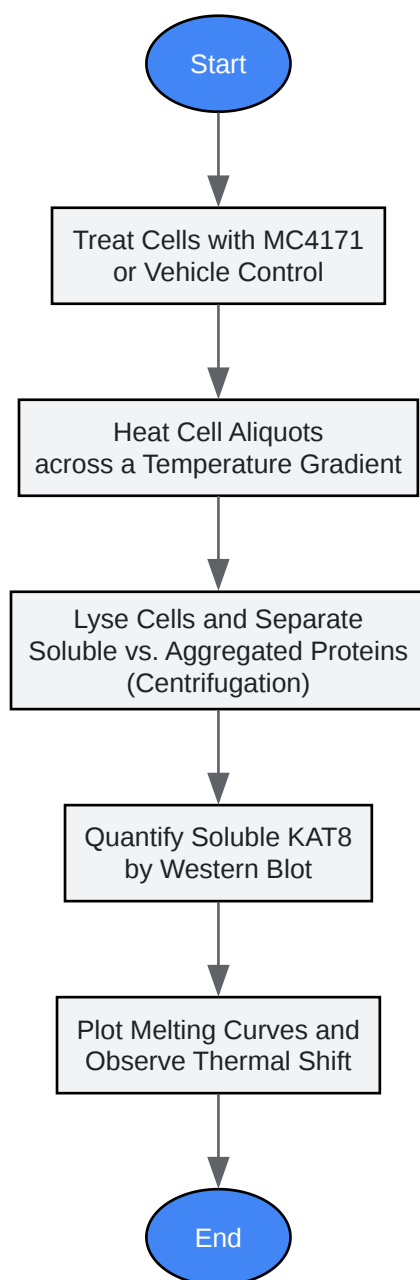 Start
Treat Cells with MC4171
or Vehicle Control
Heat Cell Aliquots
across a Temperature Gradient
Lyse Cells and Separate
Soluble vs. Aggregated Proteins
(Centrifugation)
Quantify Soluble KAT8
by Western Blot
Plot Melting Curves and
Observe Thermal Shift
End